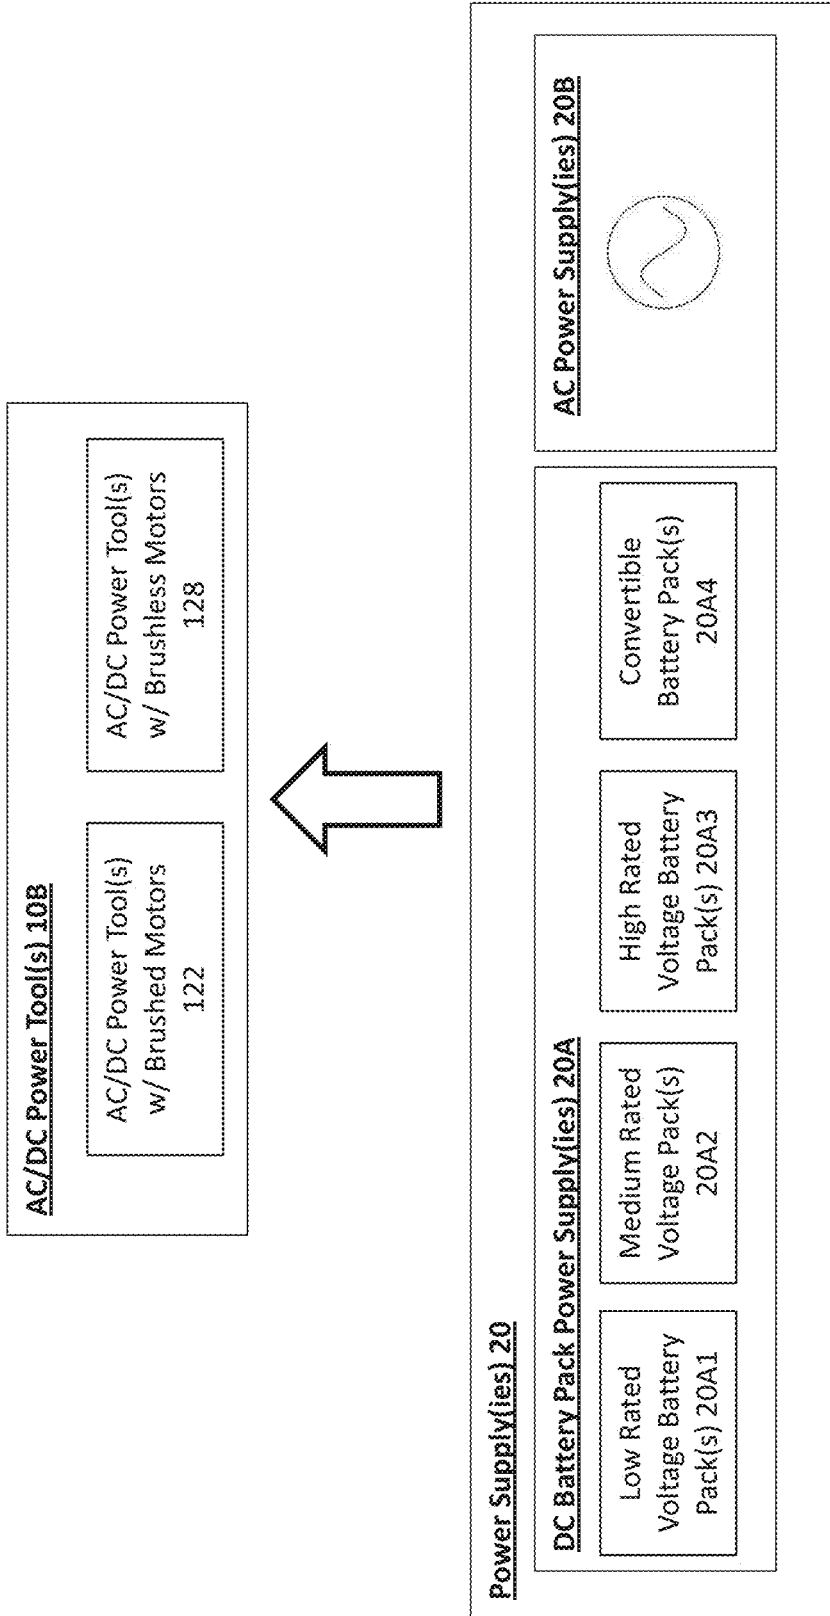 AC/DC Power Tool(s) 10B
AC/DC Power Tool(s)
w/ Brushed Motors
122
AC/DC Power Tool(s)
w/ Brushless Motors
128
Power Supply(ies) 20
DC Battery Pack Power Supply(ies) 20A
Low Rated
Voltage Battery
Pack(s) 20A1
Medium Rated
Voltage Pack(s)
20A2
High Rated
Voltage Battery
Pack(s) 20A3
Convertible
Battery Pack(s)
20A4
AC Power Supply(ies) 20B